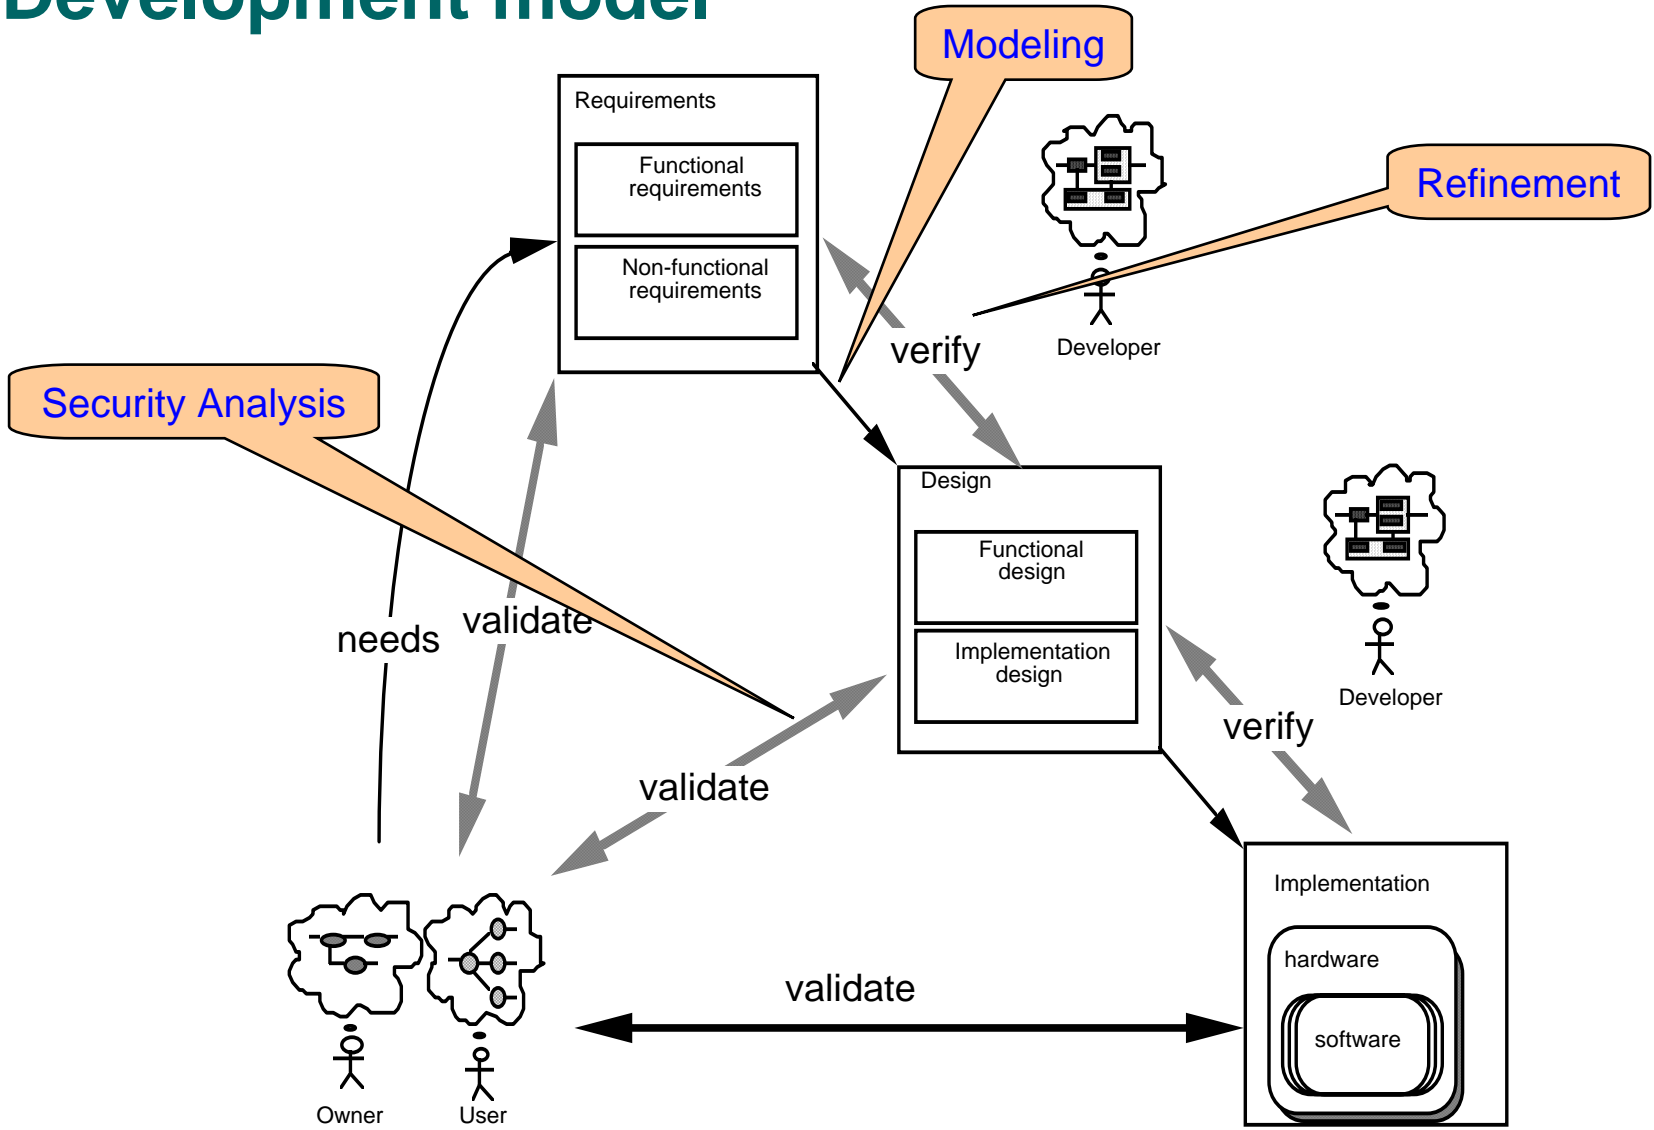 Development model
Modeling
Requirements
Functional
requirements
Refinement
Non-functional
requirements
verify
Developer
Security Analysis
Design
Functional
design
needs
validate
Implementation
design
Developer
verify
validate
Implementation
hardware
validate
software
Owner
User